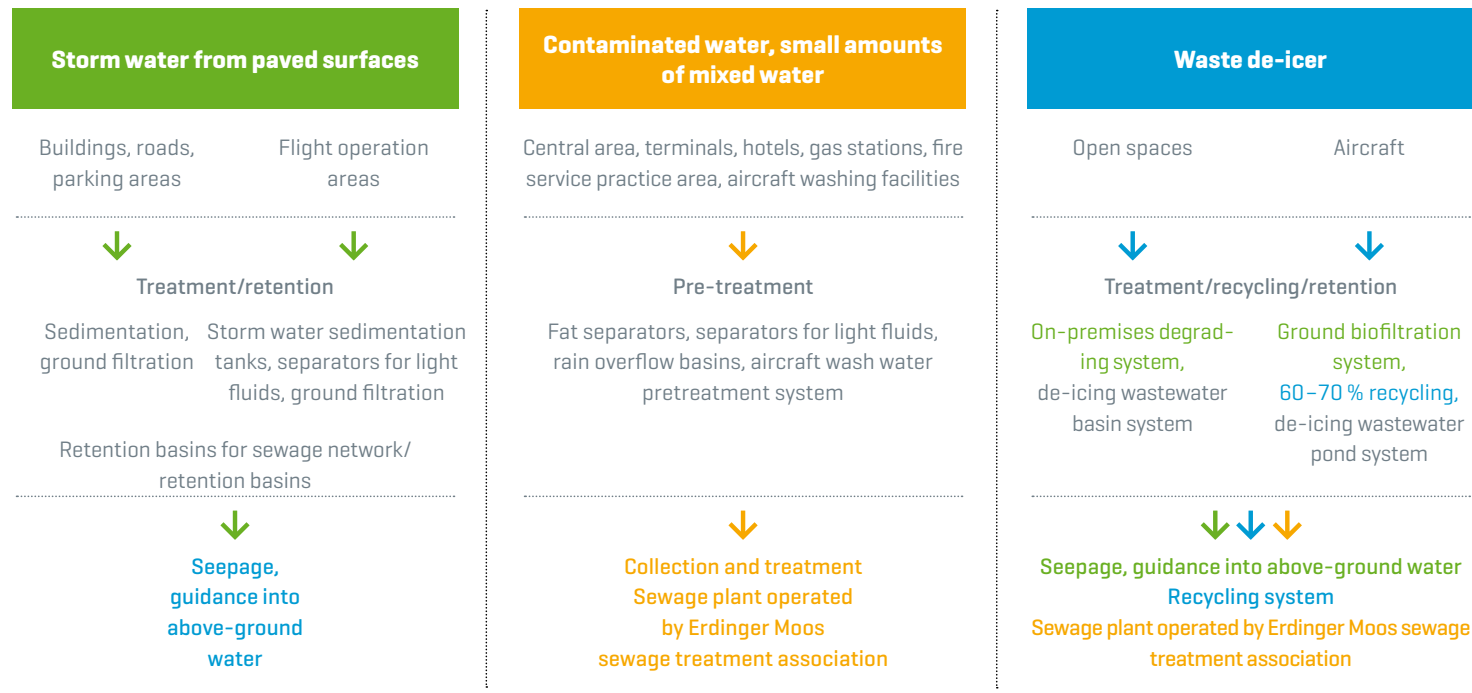 Storm water from paved surfaces
Buildings, roads,
parking areas
Flight operation
areas
Treatment/retention
Sedimentation,
ground filtration
Storm water sedimentation
tanks, separators for light
fluids, ground filtration
Retention basins for sewage network/
retention basins
Seepage,
guidance into
above-ground
water
Contaminated water, small amounts
of mixed water
Central area, terminals, hotels, gas stations, fire
service practice area, aircraft washing facilities
Pre-treatment
Fat separators, separators for light fluids,
rain overflow basins, aircraft wash water
pretreatment system
Collection and treatment
Sewage plant operated
by Erdinger Moos
sewage treatment association
Waste de-icer
Open spaces
Aircraft
Treatment/recycling/retention
On-premises degrad-
ing system,
de-icing wastewater
basin system
Ground biofiltration
system,
60–70 % recycling,
de-icing wastewater
pond system
Seepage, guidance into above-ground water
Recycling system
Sewage plant operated by Erdinger Moos sewage
treatment association